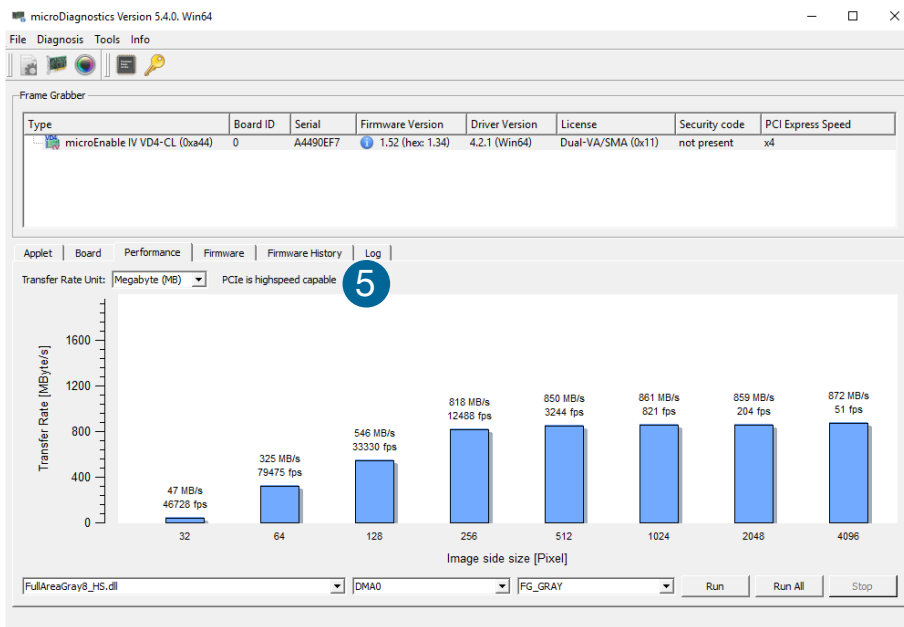 microDiagnostics Version 5.4.0. Win64
File Diagnosis Tools Info
Frame Grabber
Type Board ID Serial Firmware Version Driver Version License Security code PCI Express Speed
VD4 microEnable IV VD4-CL (0xa44) 0 A4490EF7 1.52 (hex: 1.34) 4.2.1 (Win64) Dual-VA/SMA (0x11) not present x4
Applet Board Performance Firmware Firmware History Log
Transfer Rate Unit: Megabyte (MB) PCIe is highspeed capable 5
Transfer Rate [MByte/s]
1600
1200
800
400
0
47 MB/s
46728 fps
325 MB/s
79475 fps
546 MB/s
33330 fps
818 MB/s
12488 fps
850 MB/s
3244 fps
861 MB/s
821 fps
859 MB/s
204 fps
872 MB/s
51 fps
32 64 128 256 512 1024 2048 4096
Image side size [Pixel]
FullAreaGray8_HS.dll DMA0 FG_GRAY Run Run All Stop